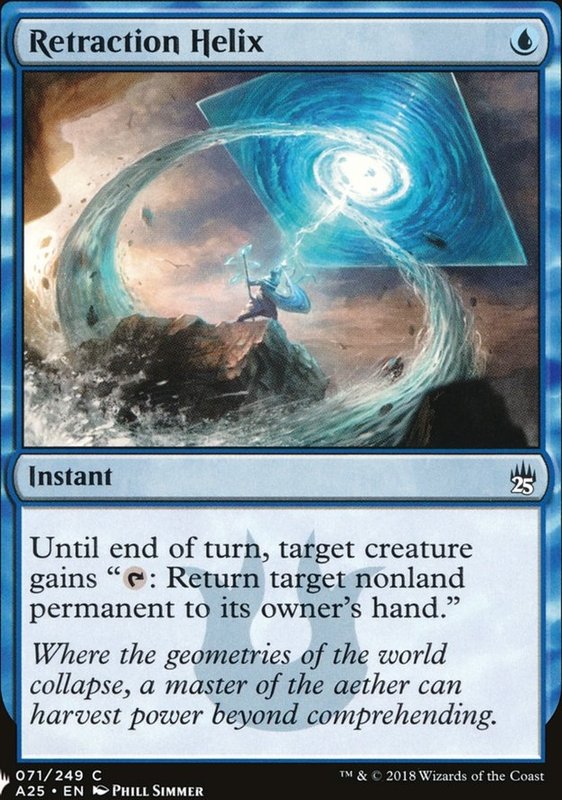 Retraction Helix
Instant
25
Until end of turn, target creature
gains “: Return target nonland
permanent to its owner’s hand.”
Where the geometries of the world
collapse, a master of the aether can
harvest power beyond comprehending.
071/249 C
A25 • EN PHILL SIMMER
™ & © 2018 Wizards of the Coast